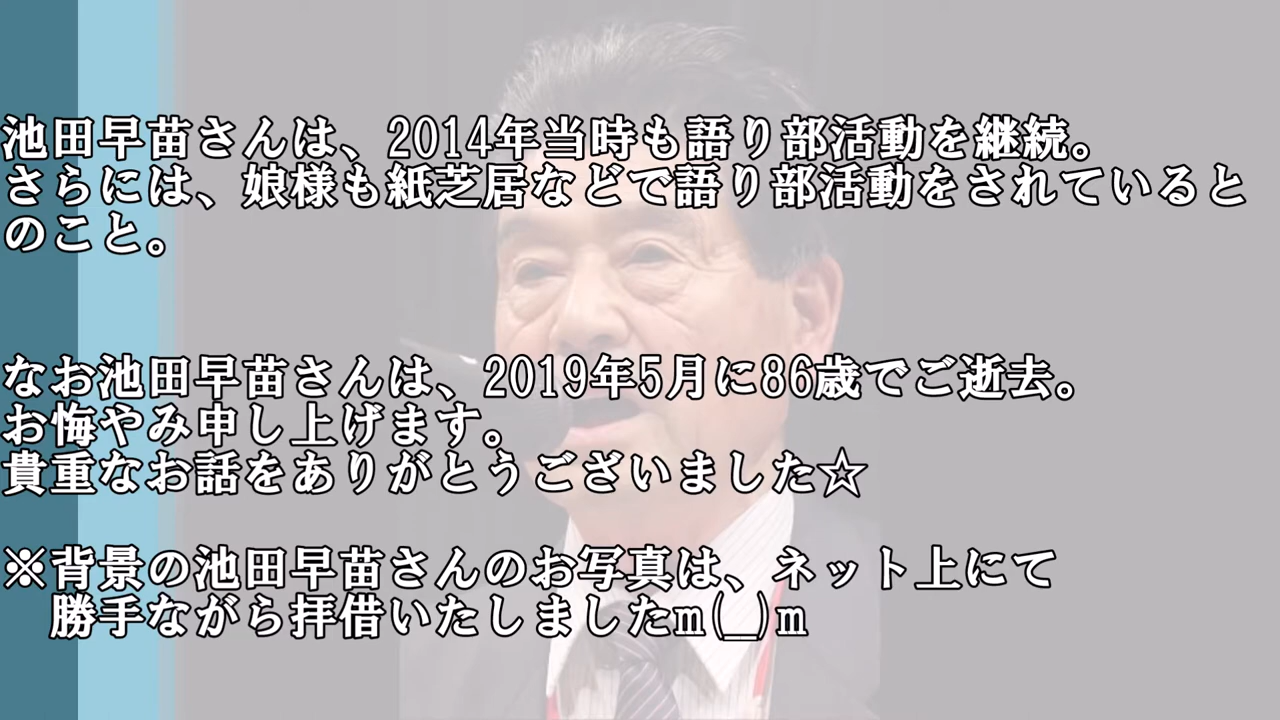 池田早苗さんは、2014年当時も語り部活動を継続。
さらには、娘様も紙芝居などで語り部活動をされていると
のこと。
なお池田早苗さんは、2019年5月に86歳でご逝去。
お悔やみ申し上げます。
貴重なお話をありがとうございました☆
※背景の池田早苗さんのお写真は、ネット上にて
勝手ながら拝借いたしましたm(_)m